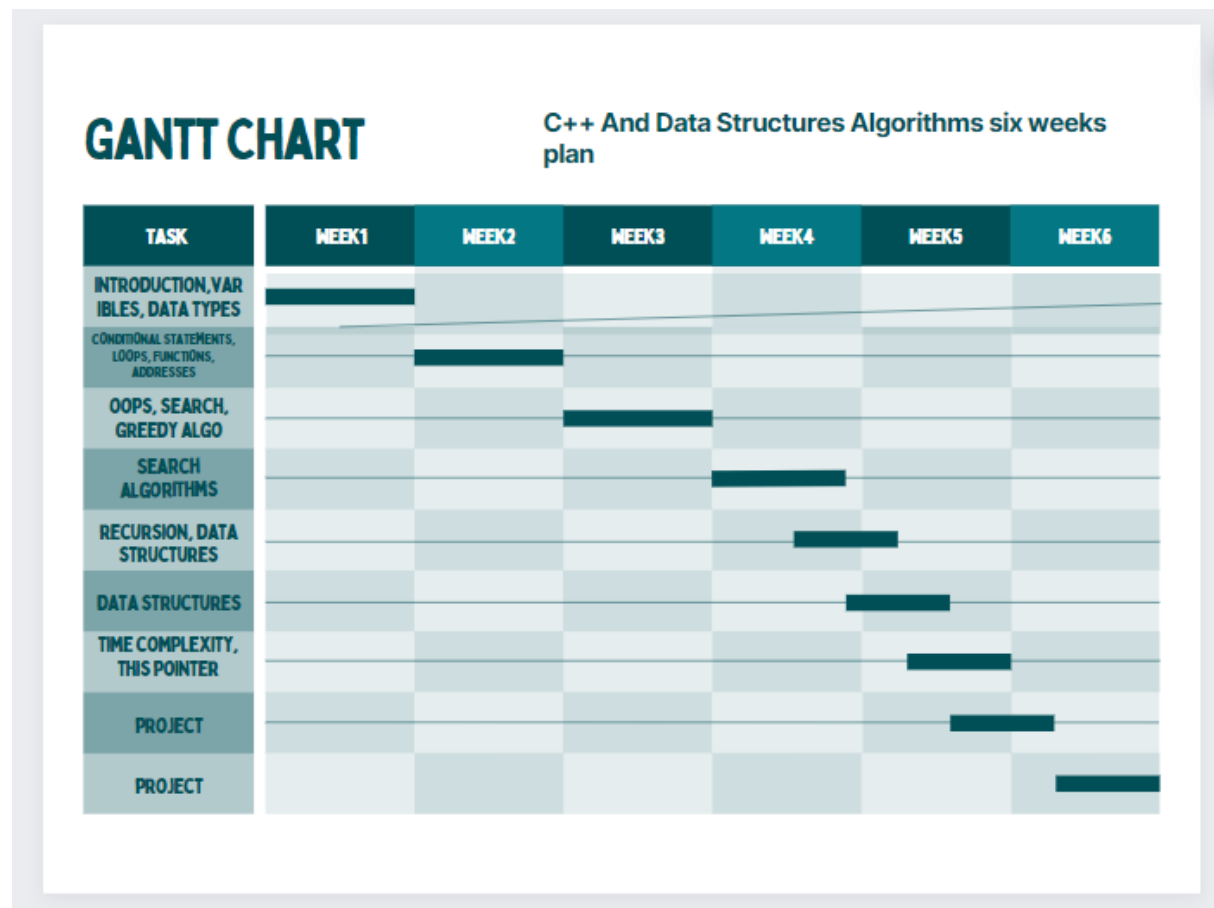 GANTT CHART
C++ And Data Structures Algorithms six weeks
plan
TASK WEEK1 WEEK2 WEEK3 WEEK4 WEEK5 WEEK6
INTRODUCTION,VAR
IBLES, DATA TYPES
CONDITIONAL STATEMENTS,
LOOPS, FUNCTIONS,
ADDRESSES
OOPS, SEARCH,
GREEDY ALGO
SEARCH
ALGORITHMS
RECURSION, DATA
STRUCTURES
DATA STRUCTURES
TIME COMPLEXITY,
THIS POINTER
PROJECT
PROJECT